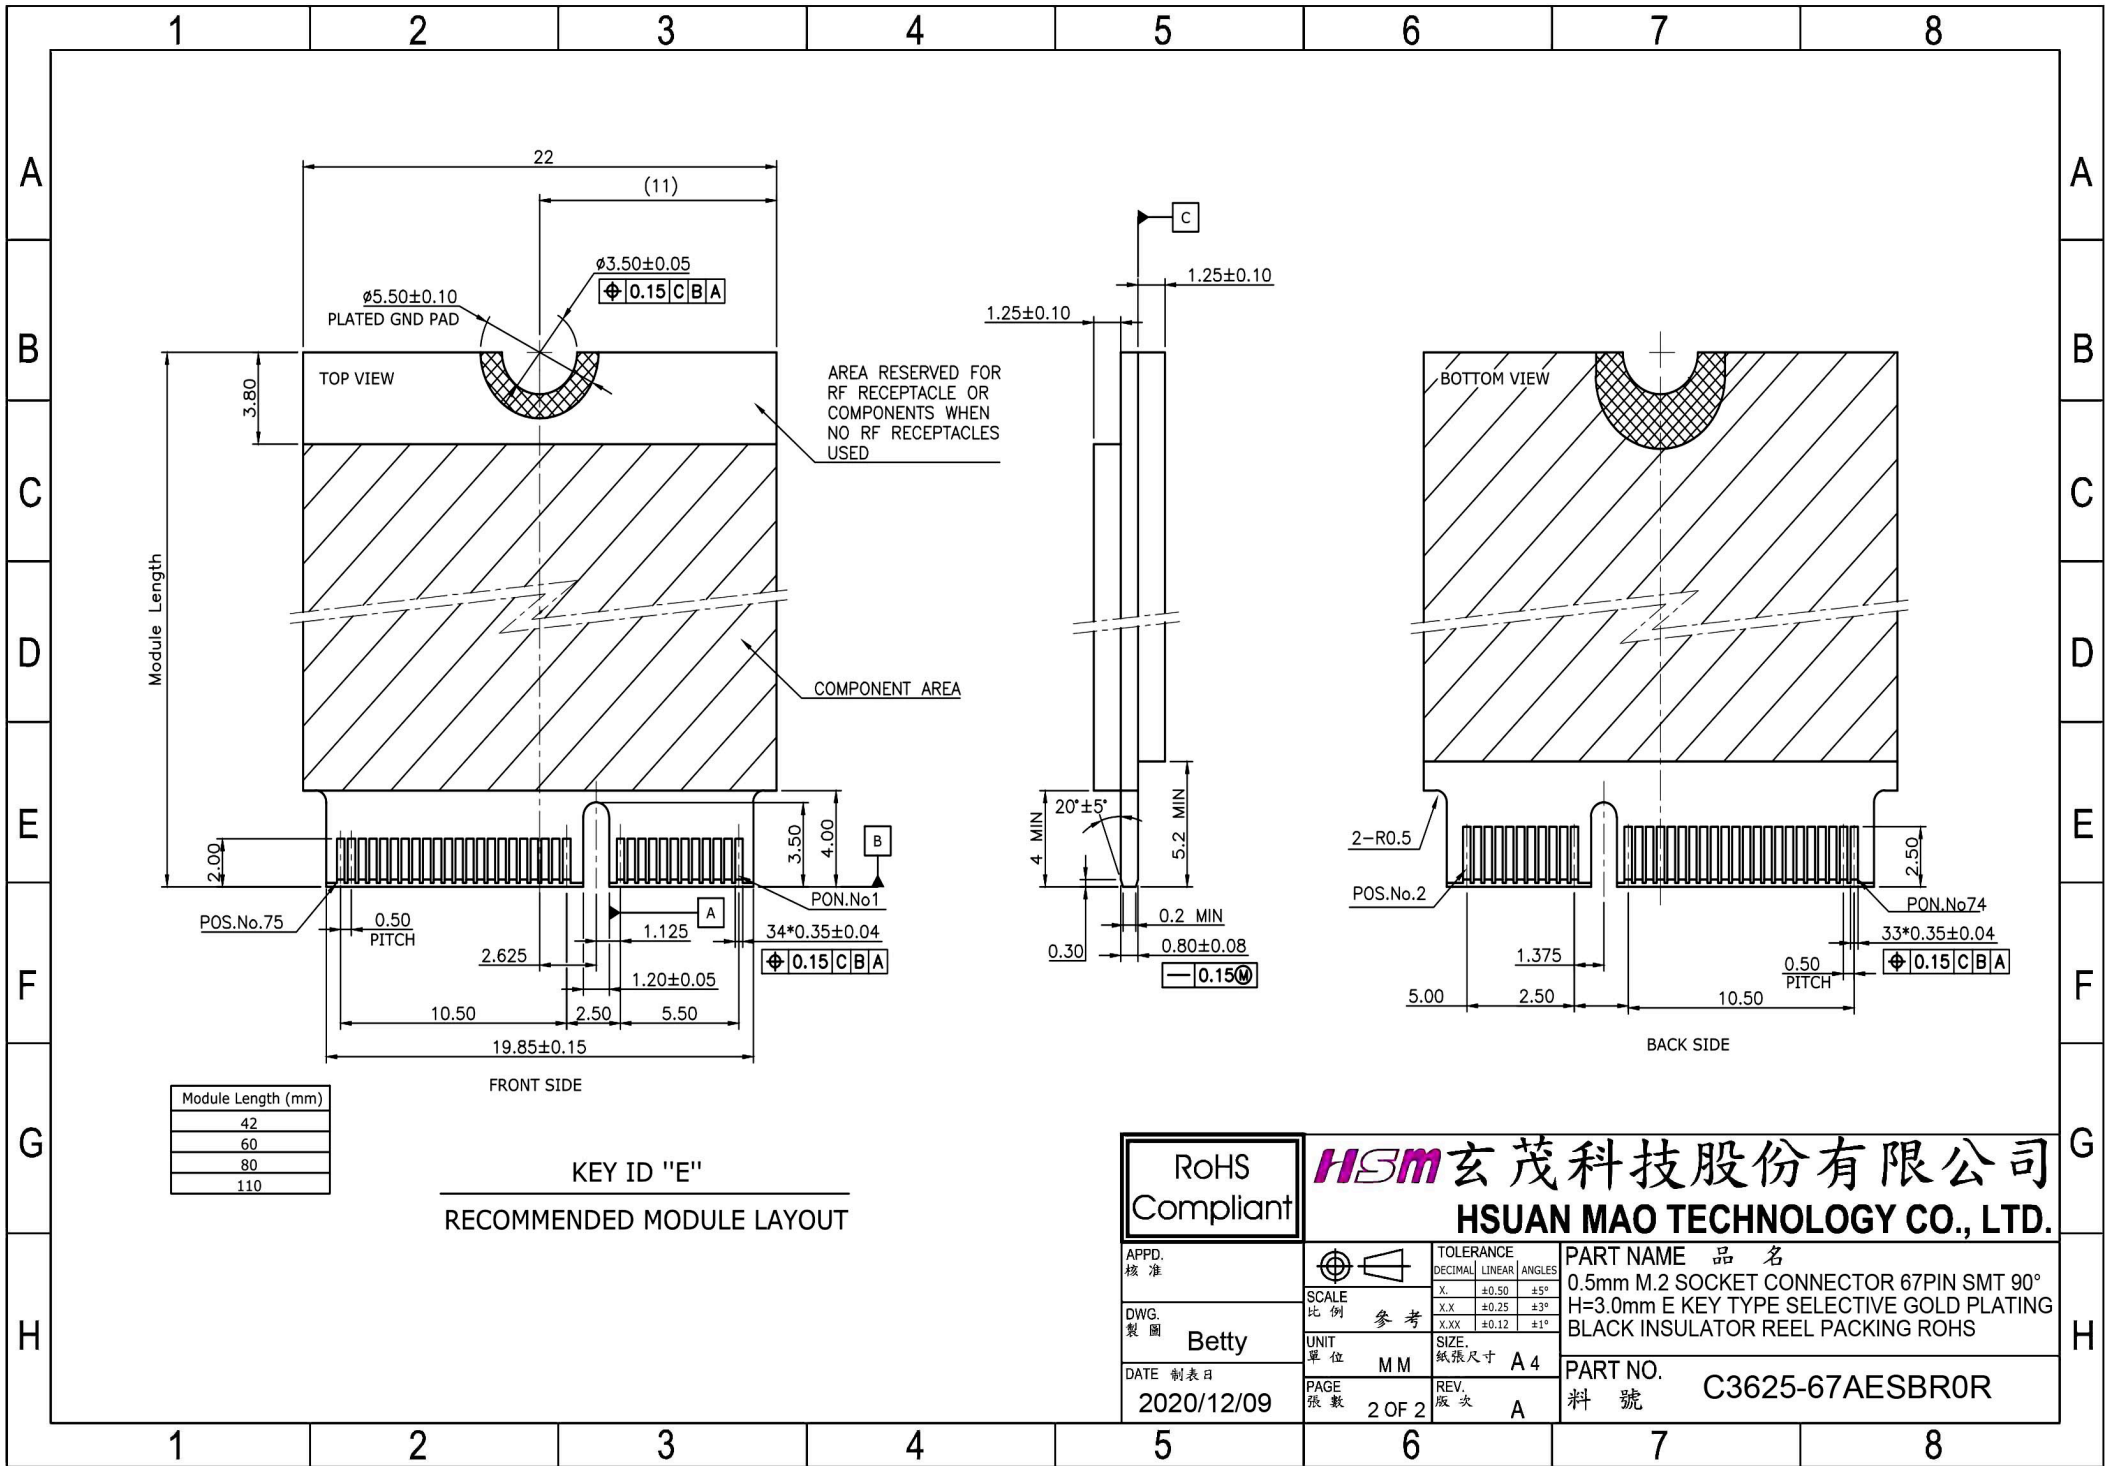 1 2 3 4 5 6 7 8
A
B
C
D
E
F
G
H
22
(11)
ø3.50±0.05
⌖ 0.15 C B A
ø5.50±0.10
PLATED GND PAD
TOP VIEW
3.80
Module Length
AREA RESERVED FOR
RF RECEPTACLE OR
COMPONENTS WHEN
NO RF RECEPTACLES
USED
COMPONENT AREA
2.00
3.50
4.00
B
POS.No.75
0.50
PITCH
A
PON.No1
1.125
34*0.35±0.04
⌖ 0.15 C B A
2.625
1.20±0.05
10.50
2.50
5.50
19.85±0.15
FRONT SIDE
C
1.25±0.10
1.25±0.10
4 MIN
20°±5°
5.2 MIN
0.2 MIN
0.30
0.80±0.08
— 0.15Ⓜ
BOTTOM VIEW
2-R0.5
POS.No.2
2.50
PON.No74
33*0.35±0.04
⌖ 0.15 C B A
1.375
0.50
PITCH
5.00
2.50
10.50
BACK SIDE
Module Length (mm)
42
60
80
110
KEY ID "E"
RECOMMENDED MODULE LAYOUT
RoHS
Compliant
HSM 玄茂科技股份有限公司
HSUAN MAO TECHNOLOGY CO., LTD.
APPD.
核 准
DWG.
製 圖
Betty
DATE 制表日
2020/12/09
SCALE
比 例 參 考
UNIT
單 位 MM
PAGE
張 數 2 OF 2
TOLERANCE
DECIMAL LINEAR ANGLES
X. ±0.50 ±5°
X.X ±0.25 ±3°
X.XX ±0.12 ±1°
SIZE.
紙張尺寸 A 4
REV.
版 次 A
PART NAME 品 名
0.5mm M.2 SOCKET CONNECTOR 67PIN SMT 90°
H=3.0mm E KEY TYPE SELECTIVE GOLD PLATING
BLACK INSULATOR REEL PACKING ROHS
PART NO.
料 號
C3625-67AESBR0R
A
B
C
D
E
F
G
H
1 2 3 4 5 6 7 8